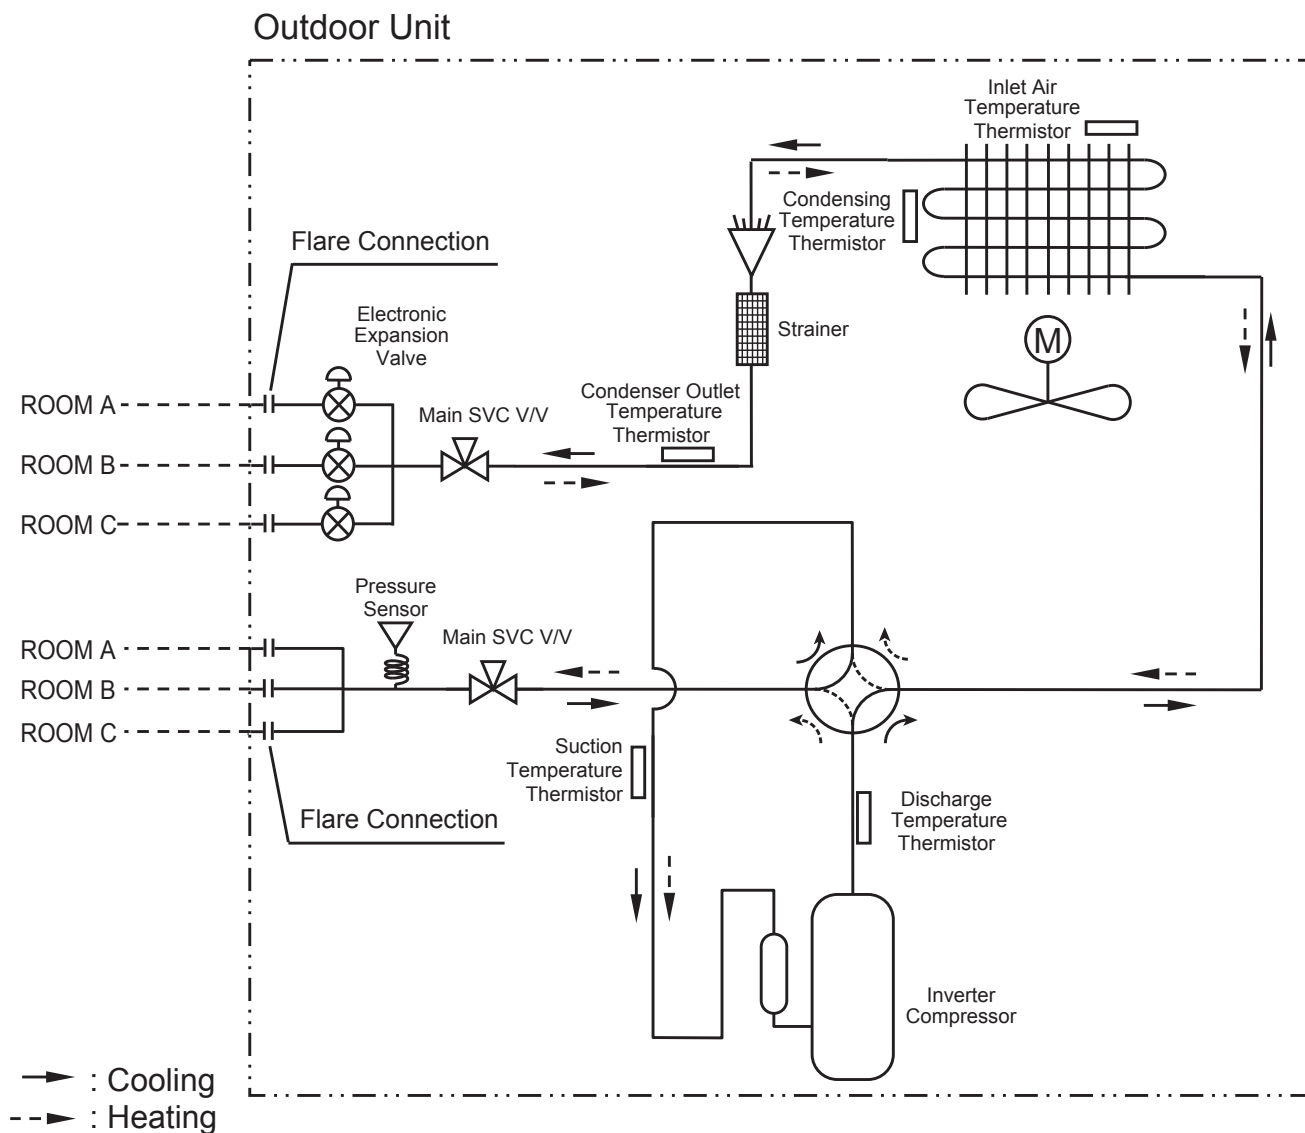 Outdoor Unit
Inlet Air
Temperature
Thermistor
Condensing
Temperature
Thermistor
Flare Connection
Electronic
Expansion
Valve
Strainer
M
Condenser Outlet
Temperature
Thermistor
Main SVC V/V
ROOM A
ROOM B
ROOM C
Pressure
Sensor
Main SVC V/V
ROOM A
ROOM B
ROOM C
Suction
Temperature
Thermistor
Flare Connection
Discharge
Temperature
Thermistor
Inverter
Compressor
: Cooling
: Heating